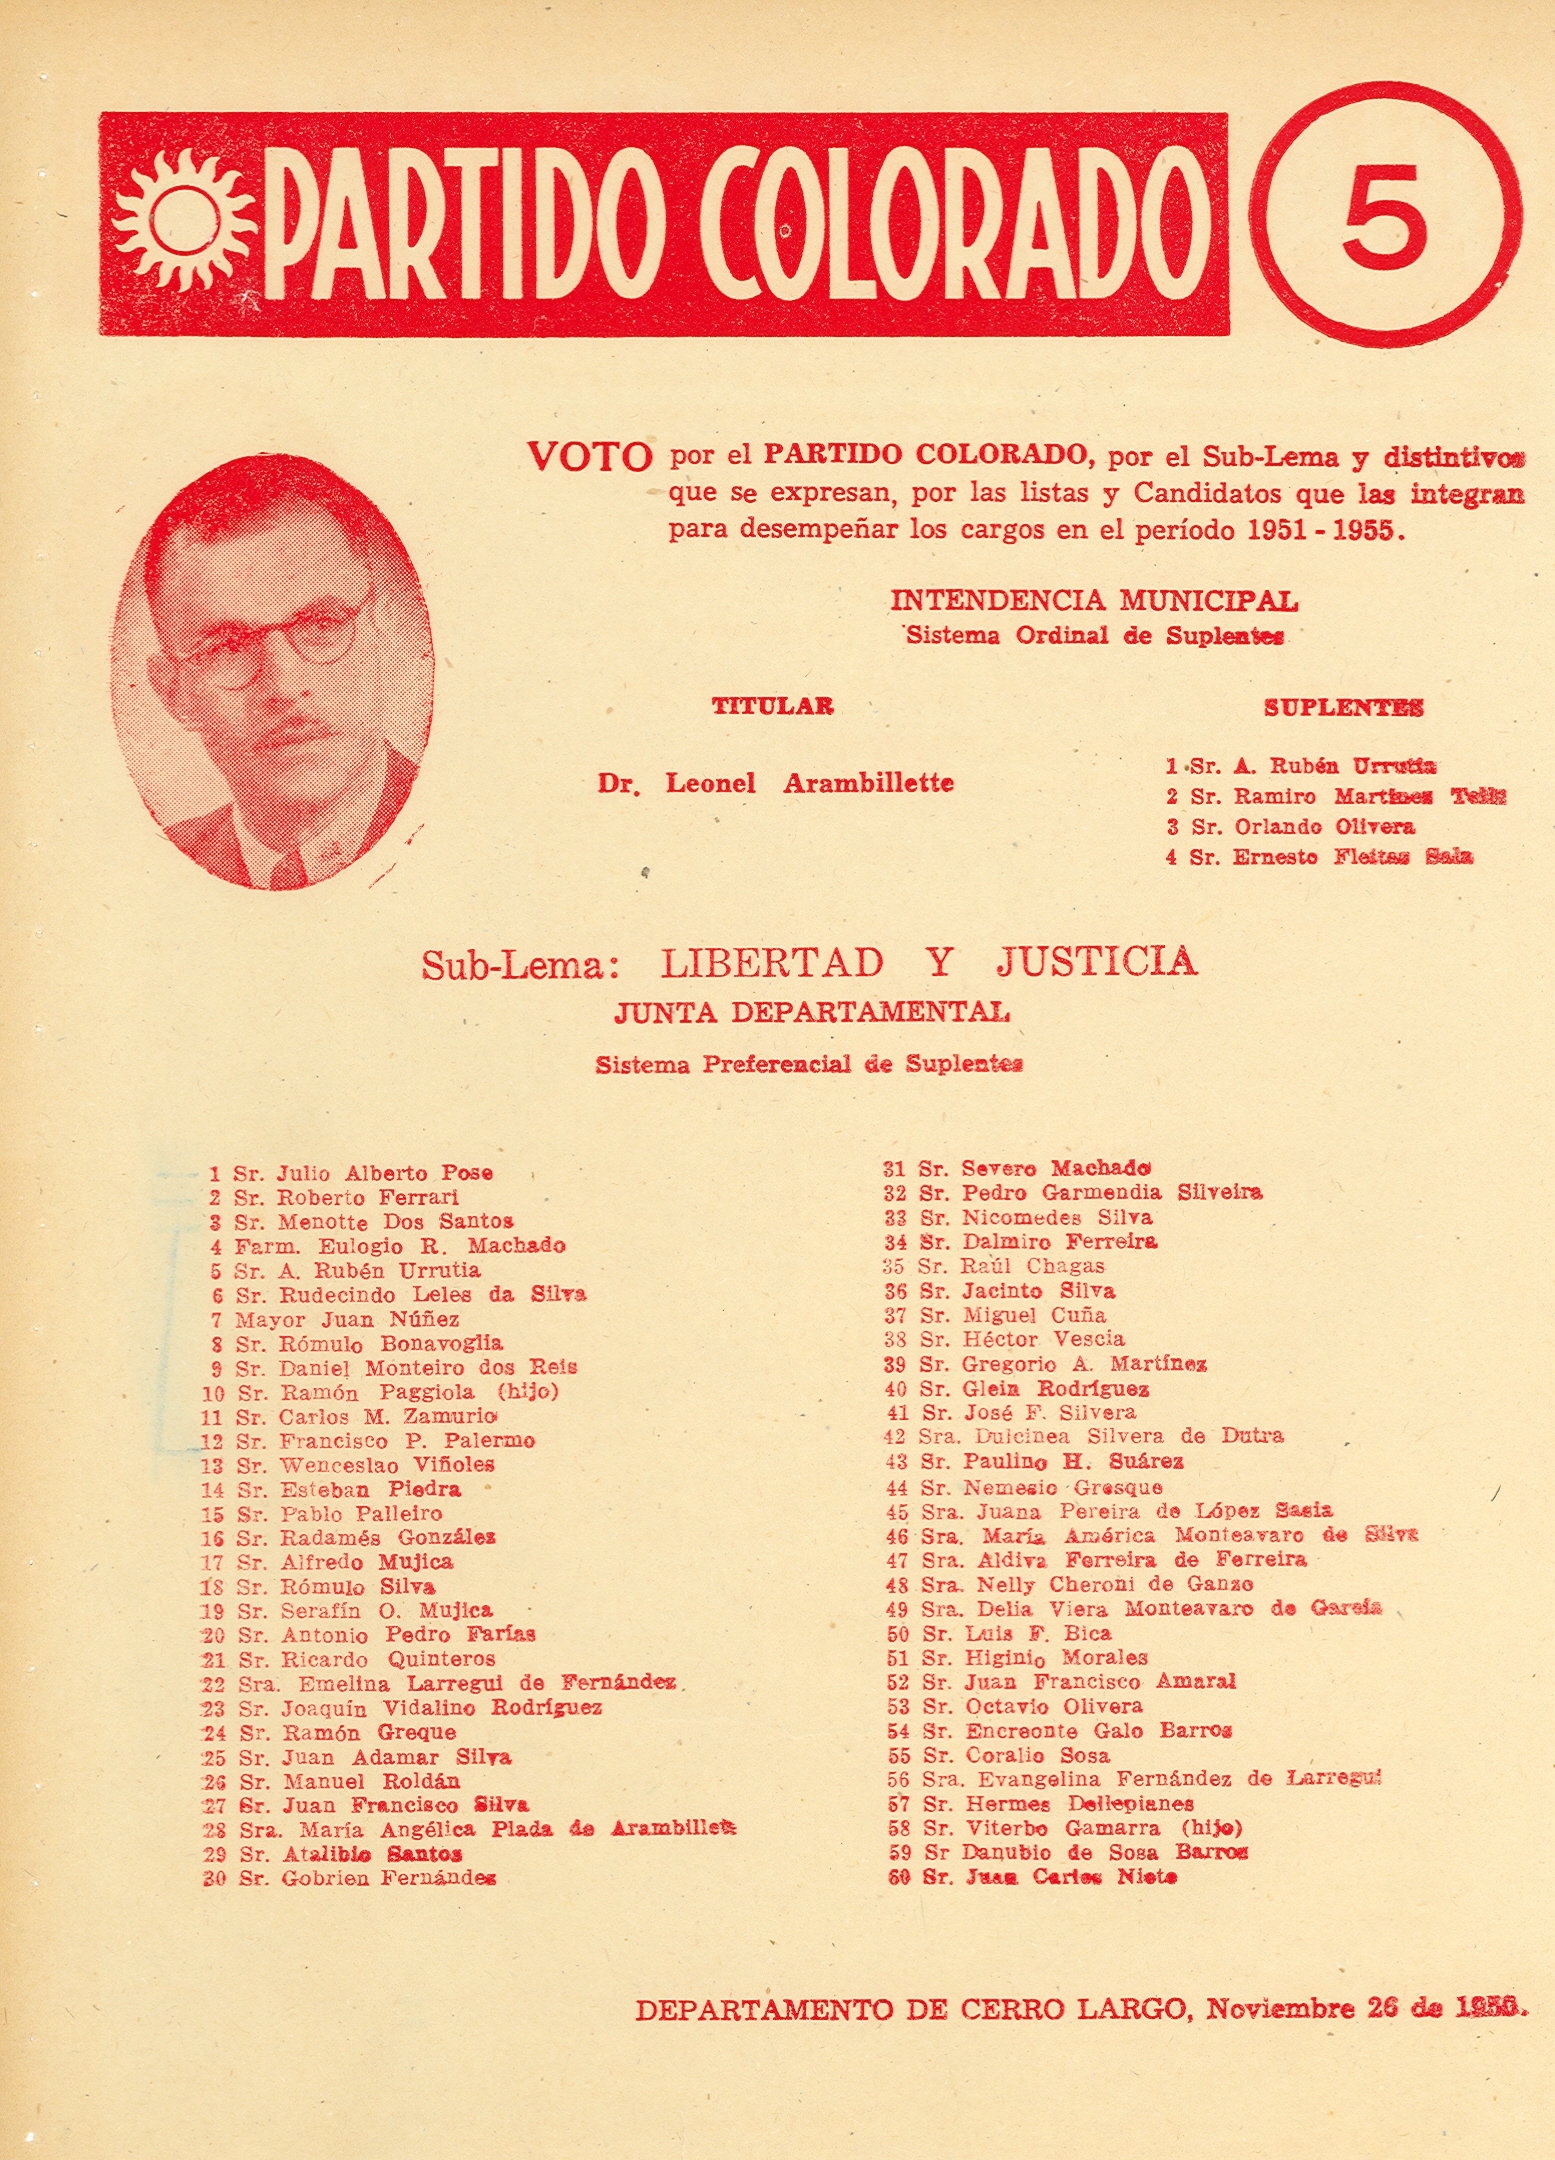 PARTIDO COLORADO
5
VOTO por el PARTIDO COLORADO, por el Sub-Lema y distintivos
que se expresan, por las listas y Candidatos que las integran
para desempeñar los cargos en el período 1951 - 1955.
INTENDENCIA MUNICIPAL
Sistema Ordinal de Suplentes
TITULAR
Dr. Leonel Arambillette
SUPLENTES
1 Sr. A. Rubén Urrutia
2 Sr. Ramiro Martinez
3 Sr. Orlando Olivera
4 Sr. Ernesto Fleitas
Sub-Lema: LIBERTAD Y JUSTICIA
JUNTA DEPARTAMENTAL
Sistema Preferencial de Suplentes
1 Sr. Julio Alberto Pose
2 Sr. Roberto Ferrari
3 Sr. Menotte Dos Santos
4 Farm. Eulogio R. Machado
5 Sr. A. Rubén Urrutia
6 Sr. Rudecindo Leles da Silva
7 Mayor Juan Núñez
8 Sr. Rómulo Bonavoglia
9 Sr. Daniel Monteiro dos Reis
10 Sr. Ramón Paggiola (hijo)
11 Sr. Carlos M. Zamurio
12 Sr. Francisco P. Palermo
13 Sr. Wenceslao Viñoles
14 Sr. Esteban Piedra
15 Sr. Pablo Palleiro
16 Sr. Radamés González
17 Sr. Alfredo Mujica
18 Sr. Rómulo Silva
19 Sr. Serafín O. Mujica
20 Sr. Antonio Pedro Farías
21 Sr. Ricardo Quinteros
22 Sra. Emelina Larregui de Fernández
23 Sr. Joaquín Vidalino Rodríguez
24 Sr. Ramón Greque
25 Sr. Juan Adamar Silva
26 Sr. Manuel Roldán
27 Sr. Juan Francisco Silva
28 Sra. María Angélica Piada de
29 Sr. Atalibio Santos
30 Sr. Gobrien Fernández
31 Sr. Severo Machado
32 Sr. Pedro Garmendia Silveira
33 Sr. Nicomedes Silva
34 Sr. Dalmiro Ferreira
35 Sr. Raúl Chagas
36 Sr. Jacinto Silva
37 Sr. Miguel Cuña
38 Sr. Héctor Vescia
39 Sr. Gregorio A. Martínez
40 Sr. Glein Rodríguez
41 Sr. José F. Silvera
42 Sra. Dulcinea Silvera de Dutra
43 Sr. Paulino H. Suárez
44 Sr. Nemesio Gresque
45 Sra. Juana Pereira de López Sasia
46 Sra. María América Monteavaro de Silva
47 Sra. Aldiva Ferreira de Ferreira
48 Sra. Nelly Cheroni de Ganzo
49 Sra. Delia Viera Monteavaro de García
50 Sr. Luis F. Bica
51 Sr. Higinio Morales
52 Sr. Juan Francisco Amaral
53 Sr. Octavio Olivera
54 Sr. Encreonte Galo Barros
55 Sr. Coralio Sosa
56 Sra. Evangelina Fernández de Larregui
57 Sr. Hermes Dellepianes
58 Sr. Viterbo Gamarra (hijo)
59 Sr Danubio de Sosa Barros
60 Sr. Juan Carlos Nieto
DEPARTAMENTO DE CERRO LARGO, Noviembre 26 de 1950.